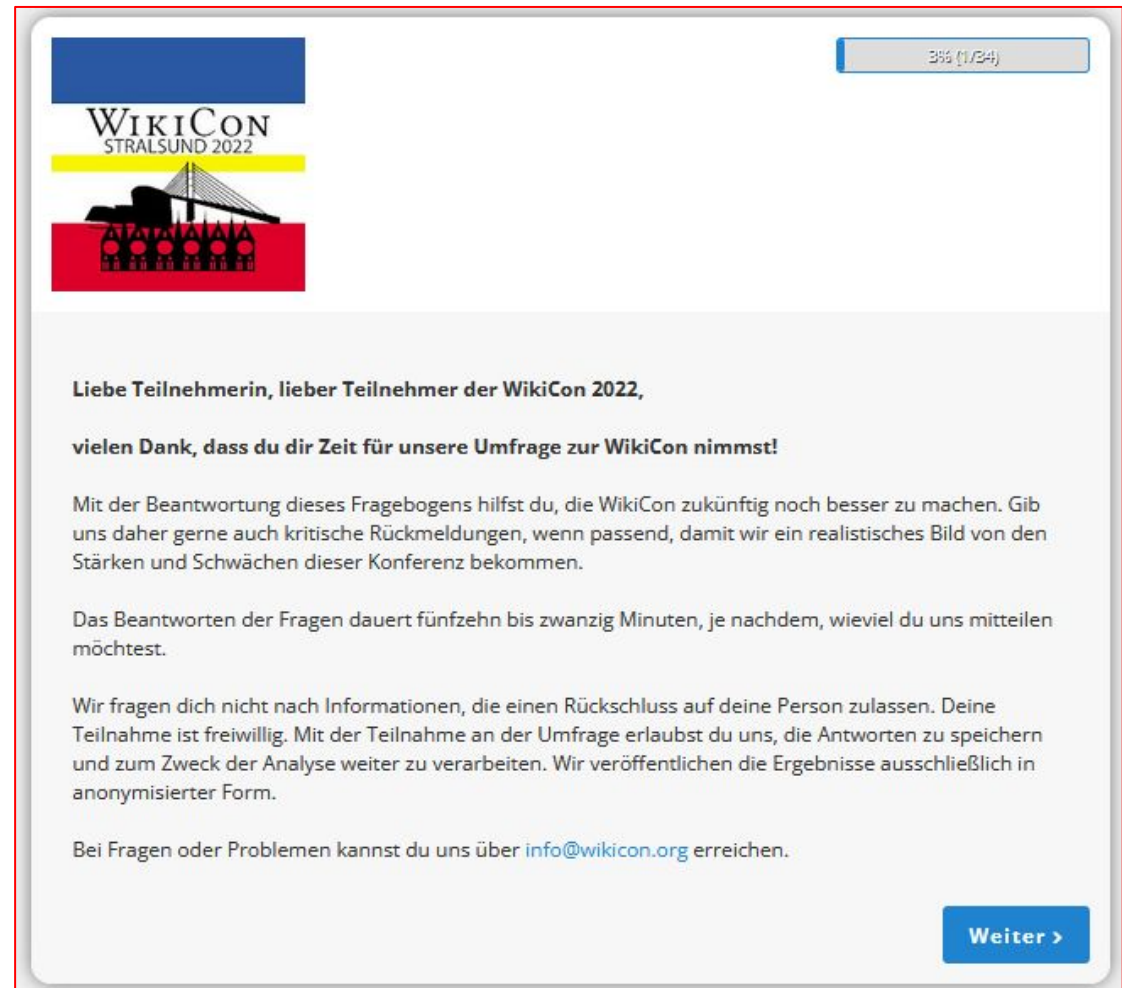 WIKICON
STRALSUND 2022
3% (1/34)
Liebe Teilnehmerin, lieber Teilnehmer der WikiCon 2022,
vielen Dank, dass du dir Zeit für unsere Umfrage zur WikiCon nimmst!
Mit der Beantwortung dieses Fragebogens hilfst du, die WikiCon zukünftig noch besser zu machen. Gib
uns daher gerne auch kritische Rückmeldungen, wenn passend, damit wir ein realistisches Bild von den
Stärken und Schwächen dieser Konferenz bekommen.
Das Beantworten der Fragen dauert fünfzehn bis zwanzig Minuten, je nachdem, wieviel du uns mitteilen
möchtest.
Wir fragen dich nicht nach Informationen, die einen Rückschluss auf deine Person zulassen. Deine
Teilnahme ist freiwillig. Mit der Teilnahme an der Umfrage erlaubst du uns, die Antworten zu speichern
und zum Zweck der Analyse weiter zu verarbeiten. Wir veröffentlichen die Ergebnisse ausschließlich in
anonymisierter Form.
Bei Fragen oder Problemen kannst du uns über info@wikicon.org erreichen.
Weiter >